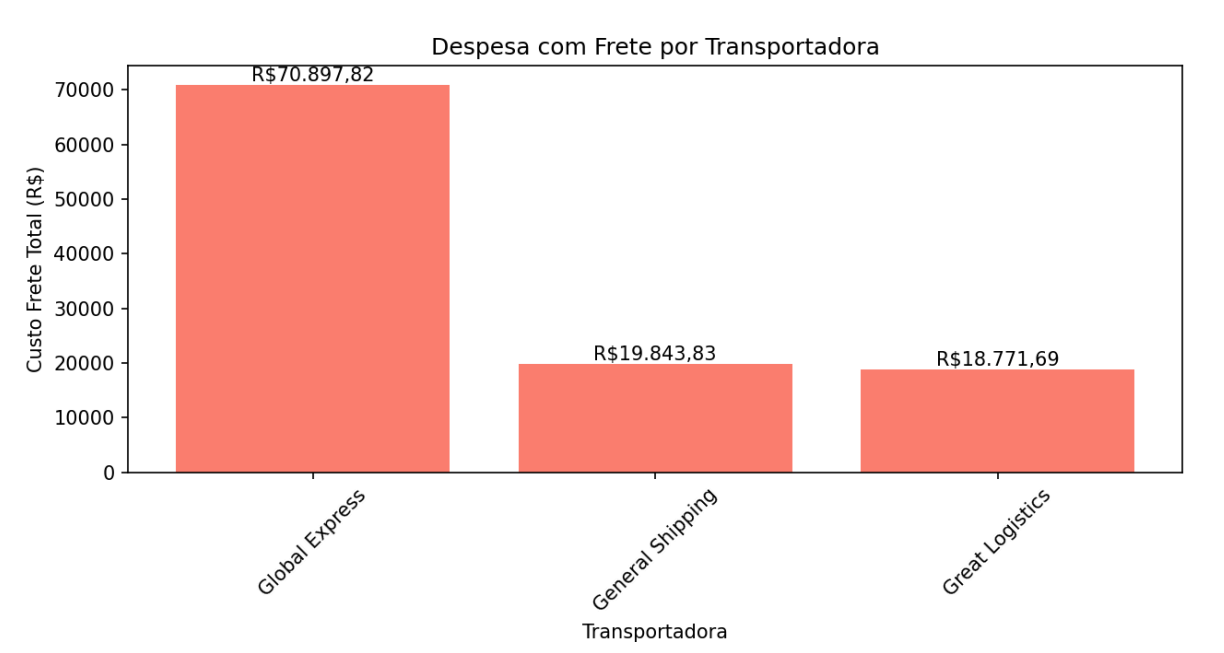 Despesa com Frete por Transportadora
R$70.897,82
R$19.843,83
R$18.771,69
Custo Frete Total (R$)
70000
60000
50000
40000
30000
20000
10000
0
Global Express
General Shipping
Great Logistics
Transportadora